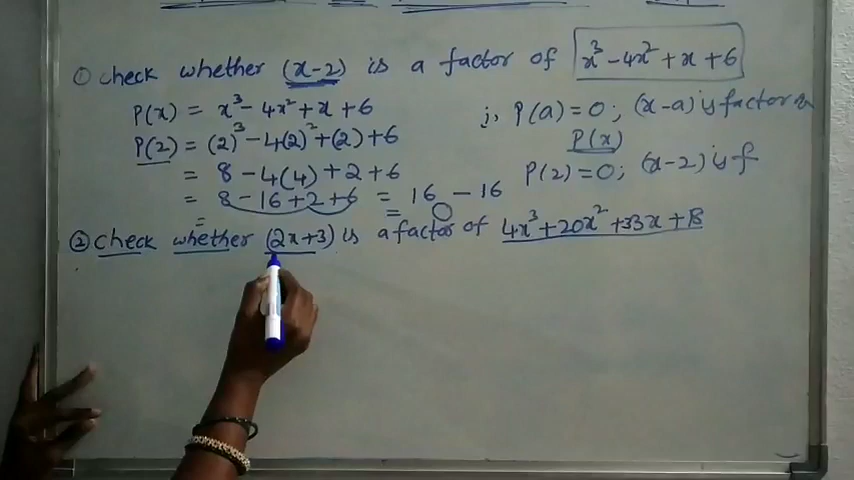 ① check whether (x-2) is a factor of x³-4x²+x+6
P(x) = x³-4x²+x+6
P(2) = (2)³-4(2)²+(2)+6
= 8-4(4)+2+6
= 8-16+2+6 = 16-16
=
= 0
P(a)=0; (x-a) is factor
P(x)
P(2)=0; (x-2) is f
② check whether (2x+3) is a factor of 4x³+20x²+33x+18